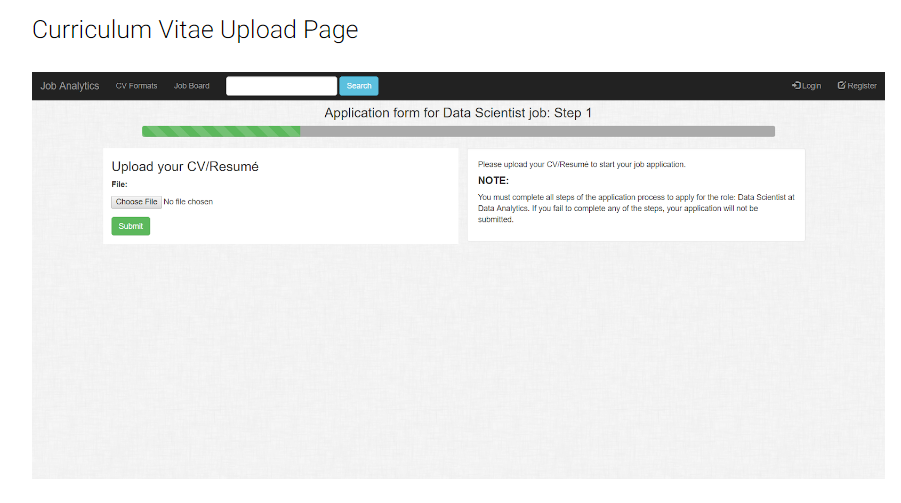 Curriculum Vitae Upload Page
Job Analytics CV Formats Job Board Search Login Register
Application form for Data Scientist job: Step 1
Upload your CV/Resumé
File:
Choose File No file chosen
Submit
Please upload your CV/Resumé to start your job application.
NOTE:
You must complete all steps of the application process to apply for the role: Data Scientist at
Data Analytics. If you fail to complete any of the steps, your application will not be
submitted.